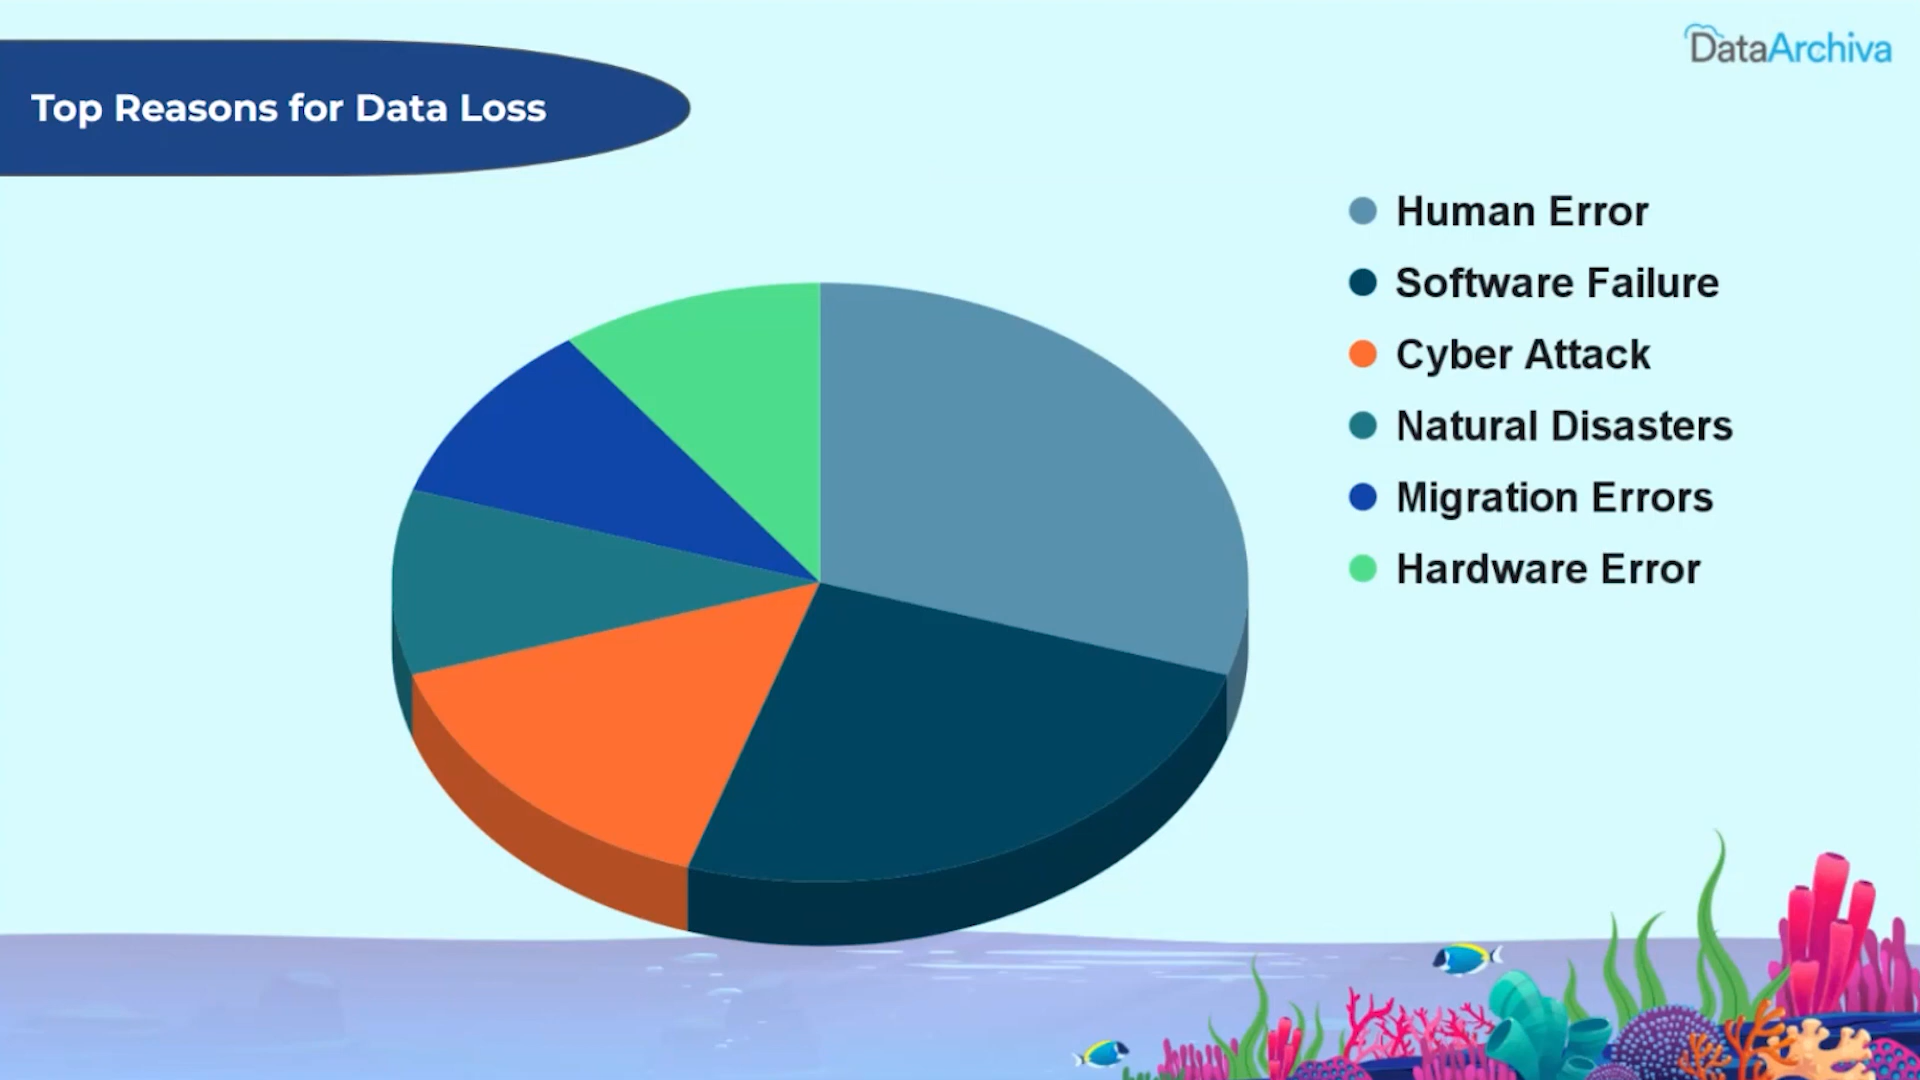 DataArchiva
Top Reasons for Data Loss
Human Error
Software Failure
Cyber Attack
Natural Disasters
Migration Errors
Hardware Error